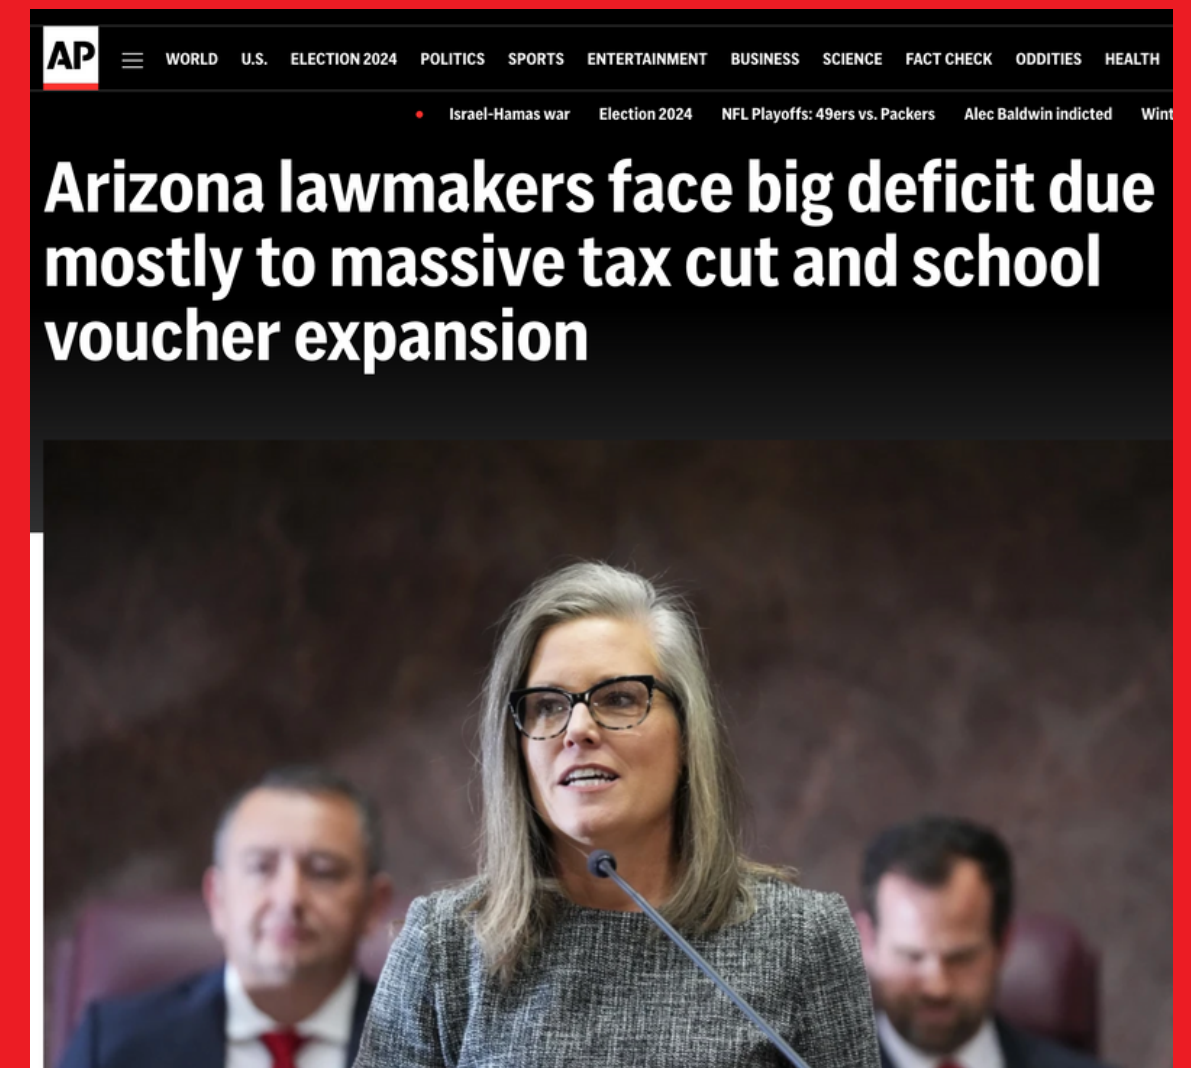 AP
WORLD U.S. ELECTION 2024 POLITICS SPORTS ENTERTAINMENT BUSINESS SCIENCE FACT CHECK ODDITIES HEALTH
Israel-Hamas war Election 2024 NFL Playoffs: 49ers vs. Packers Alec Baldwin indicted Wint
Arizona lawmakers face big deficit due
mostly to massive tax cut and school
voucher expansion